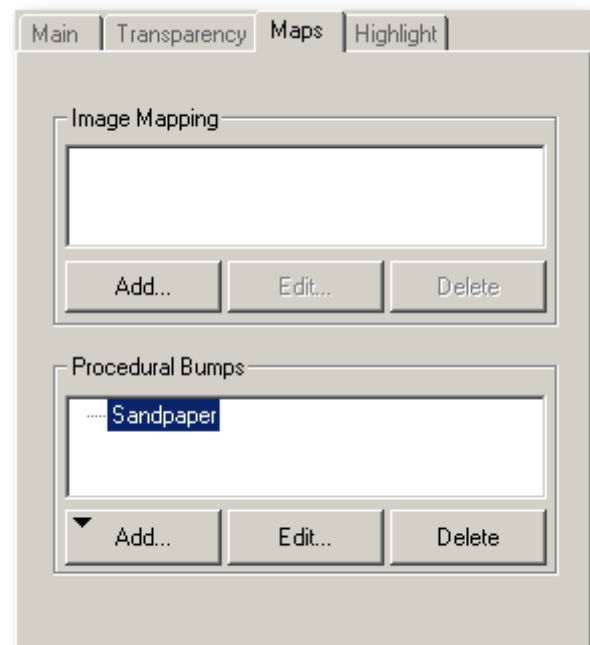 Main Transparency Maps Highlight
Image Mapping
Add... Edit... Delete
Procedural Bumps
Sandpaper
Add... Edit... Delete